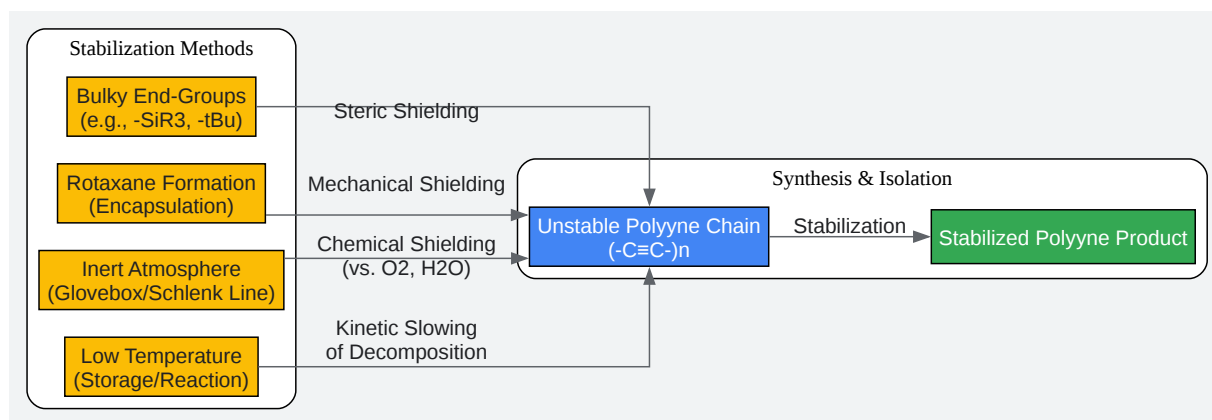 Stabilization Methods
Bulky End-Groups
(e.g., -SiR3, -tBu)
Steric Shielding
Rotaxane Formation
(Encapsulation)
Mechanical Shielding
Inert Atmosphere
(Glovebox/Schlenk Line)
Chemical Shielding
(vs. O2, H2O)
Low Temperature
(Storage/Reaction)
Kinetic Slowing
of Decomposition
Synthesis & Isolation
Unstable Polyyne Chain
(-C≡C-)n
Stabilization
Stabilized Polyyne Product